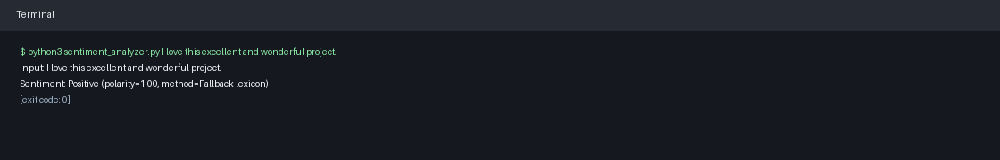 Terminal
$ python3 sentiment_analyzer.py I love this excellent and wonderful project.
Input: I love this excellent and wonderful project.
Sentiment: Positive (polarity=1.00, method=Fallback lexicon)
[exit code: 0]